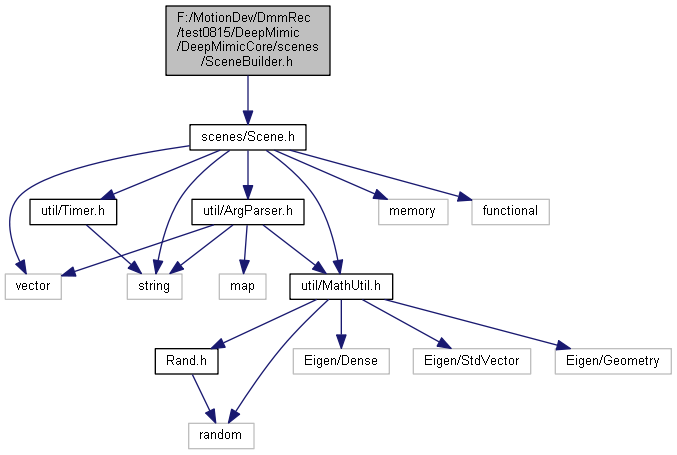 F:/MotionDev/DmmRec
/test0815/DeepMimic
/DeepMimicCore/scenes
/SceneBuilder.h
scenes/Scene.h
util/Timer.h
util/ArgParser.h
memory
functional
vector
string
map
util/MathUtil.h
Rand.h
Eigen/Dense
Eigen/StdVector
Eigen/Geometry
random